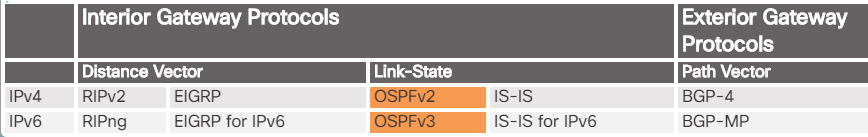 Interior Gateway Protocols Exterior Gateway
Protocols
Distance Vector Link-State Path Vector
IPv4 RIPv2 EIGRP OSPFv2 IS-IS BGP-4
IPv6 RIPng EIGRP for IPv6 OSPFv3 IS-IS for IPv6 BGP-MP